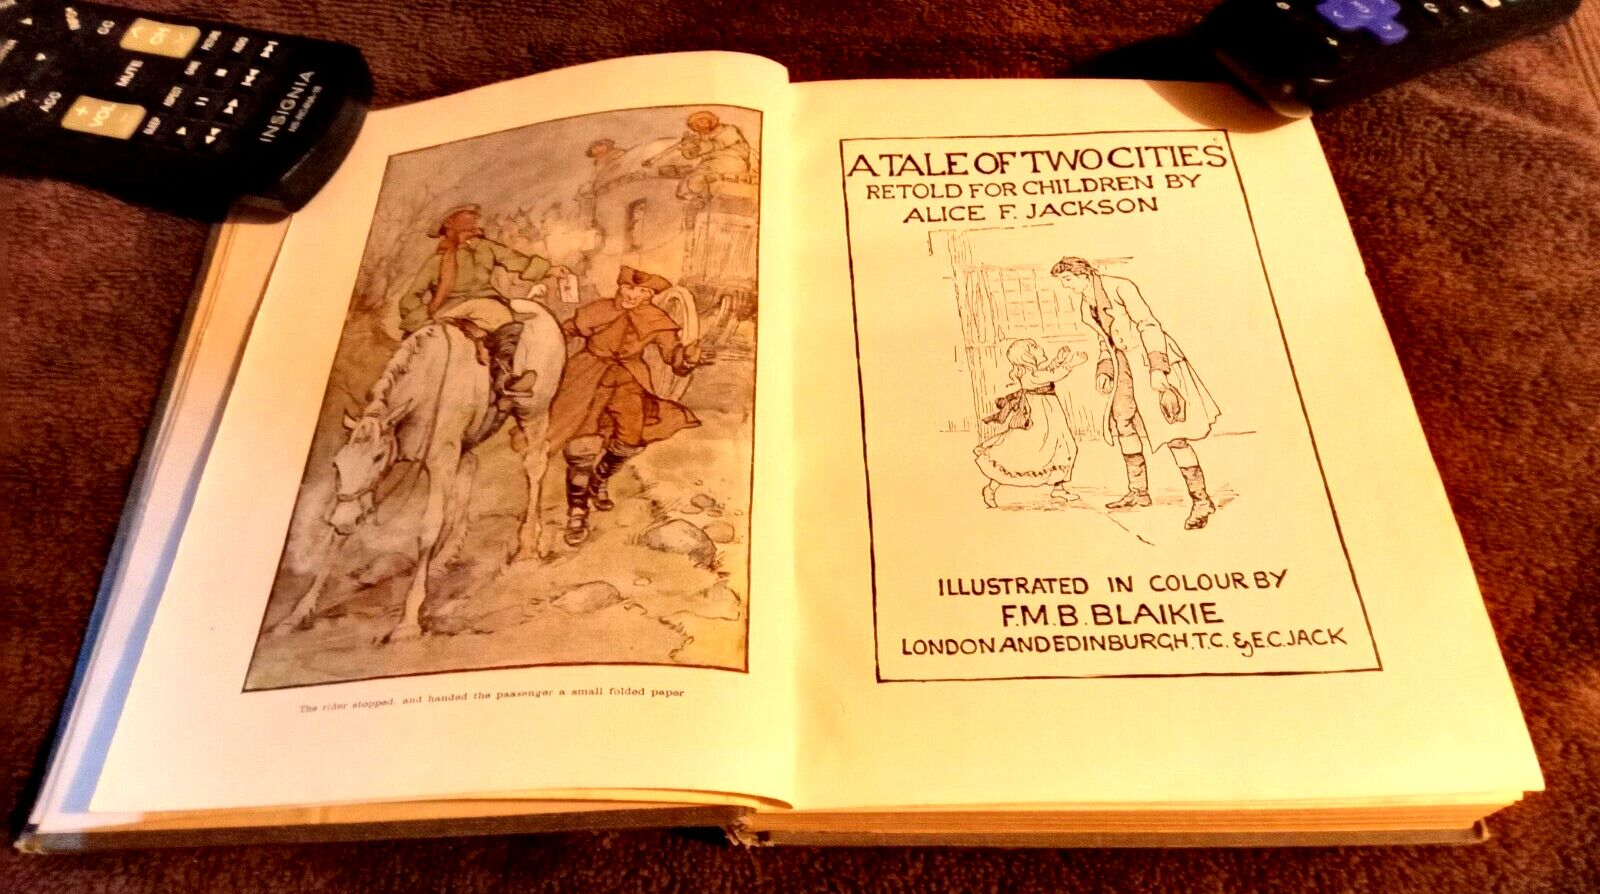 CH
MUTE
VOL
INSIGNIA
The rider stopped, and handed the passenger a small folded paper
A TALE OF TWO CITIES
RETOLD FOR CHILDREN BY
ALICE F. JACKSON
ILLUSTRATED IN COLOUR BY
F.M.B. BLAIKIE
LONDON AND EDINBURGH. T.C. & E.C. JACK